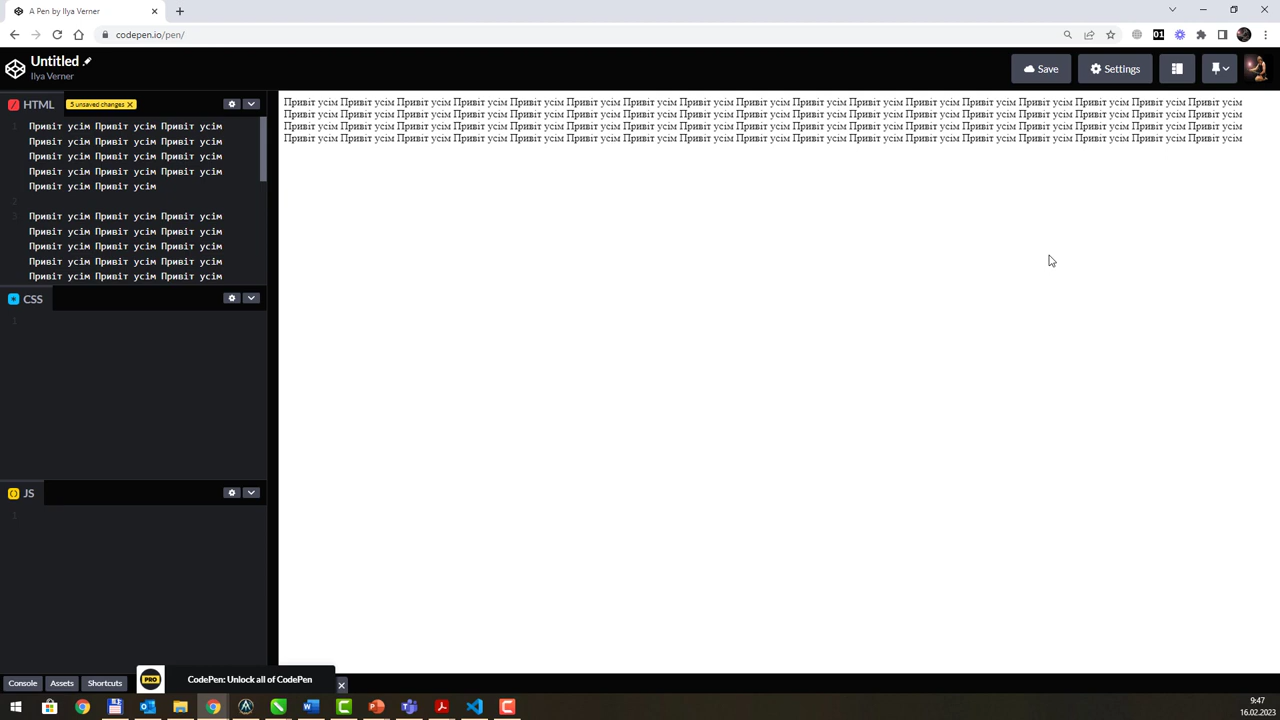 A Pen by Ilya Verner
codepen.io/pen/
01
Untitled
Ilya Verner
Save
Settings
HTML
5 unsaved changes X
1 Привіт усім Привіт усім Привіт усім
Привіт усім Привіт усім Привіт усім
Привіт усім Привіт усім Привіт усім
Привіт усім Привіт усім Привіт усім
Привіт усім Привіт усім
2
3 Привіт усім Привіт усім Привіт усім
Привіт усім Привіт усім Привіт усім
Привіт усім Привіт усім Привіт усім
Привіт усім Привіт усім Привіт усім
Привіт усім Привіт усім Привіт усім
CSS
1
JS
1
Привіт усім Привіт усім Привіт усім Привіт усім Привіт усім Привіт усім Привіт усім Привіт усім Привіт усім Привіт усім Привіт усім Привіт усім Привіт усім Привіт усім Привіт усім Привіт усім Привіт усім
Привіт усім Привіт усім Привіт усім Привіт усім Привіт усім Привіт усім Привіт усім Привіт усім Привіт усім Привіт усім Привіт усім Привіт усім Привіт усім Привіт усім Привіт усім Привіт усім Привіт усім
Привіт усім Привіт усім Привіт усім Привіт усім Привіт усім Привіт усім Привіт усім Привіт усім Привіт усім Привіт усім Привіт усім Привіт усім Привіт усім Привіт усім Привіт усім Привіт усім Привіт усім
Привіт усім Привіт усім Привіт усім Привіт усім Привіт усім Привіт усім Привіт усім Привіт усім Привіт усім Привіт усім Привіт усім Привіт усім Привіт усім Привіт усім Привіт усім Привіт усім Привіт усім
Console
Assets
Shortcuts
PRO
CodePen: Unlock all of CodePen
9:47
16.02.2023